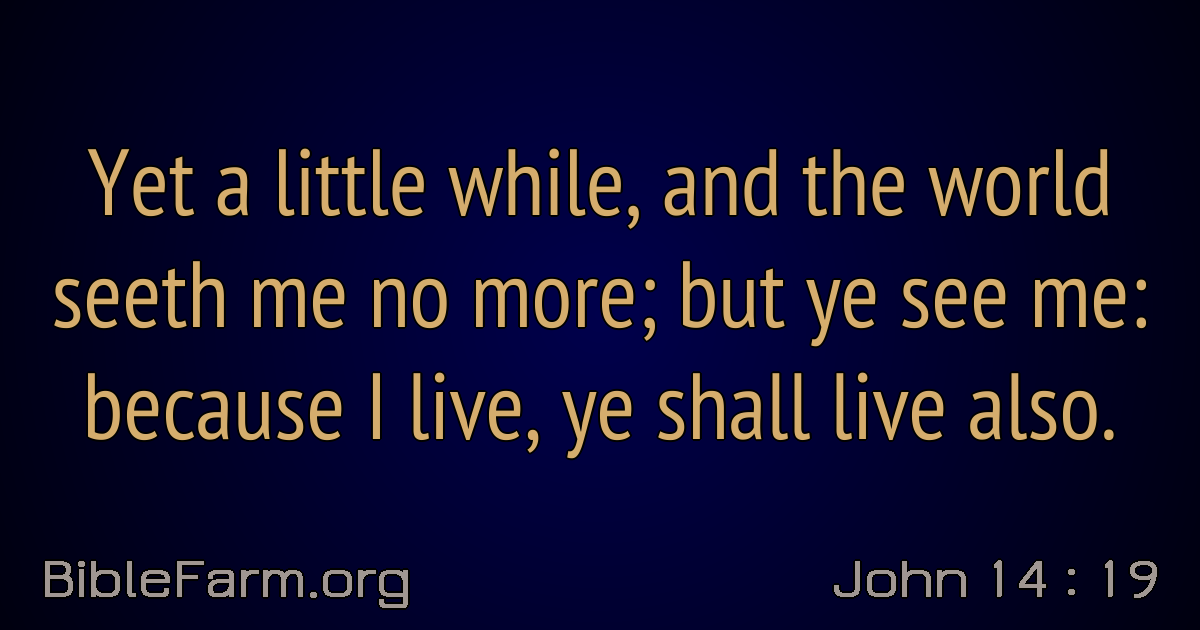 Yet a little while, and the world
seeth me no more; but ye see me:
because I live, ye shall live also.
BibleFarm.org
John 14 : 19